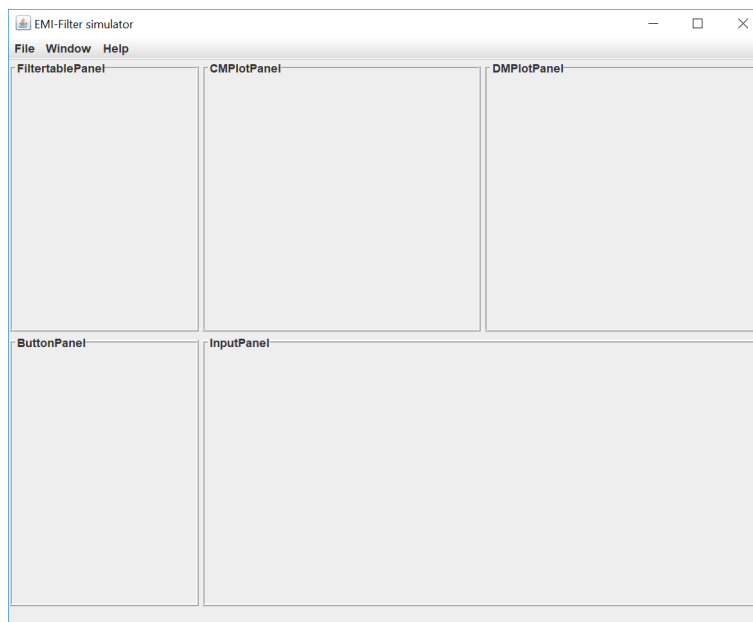 EMI-Filter simulator
File Window Help
FiltertablePanel CMPlotPanel DMPlotPanel
ButtonPanel InputPanel